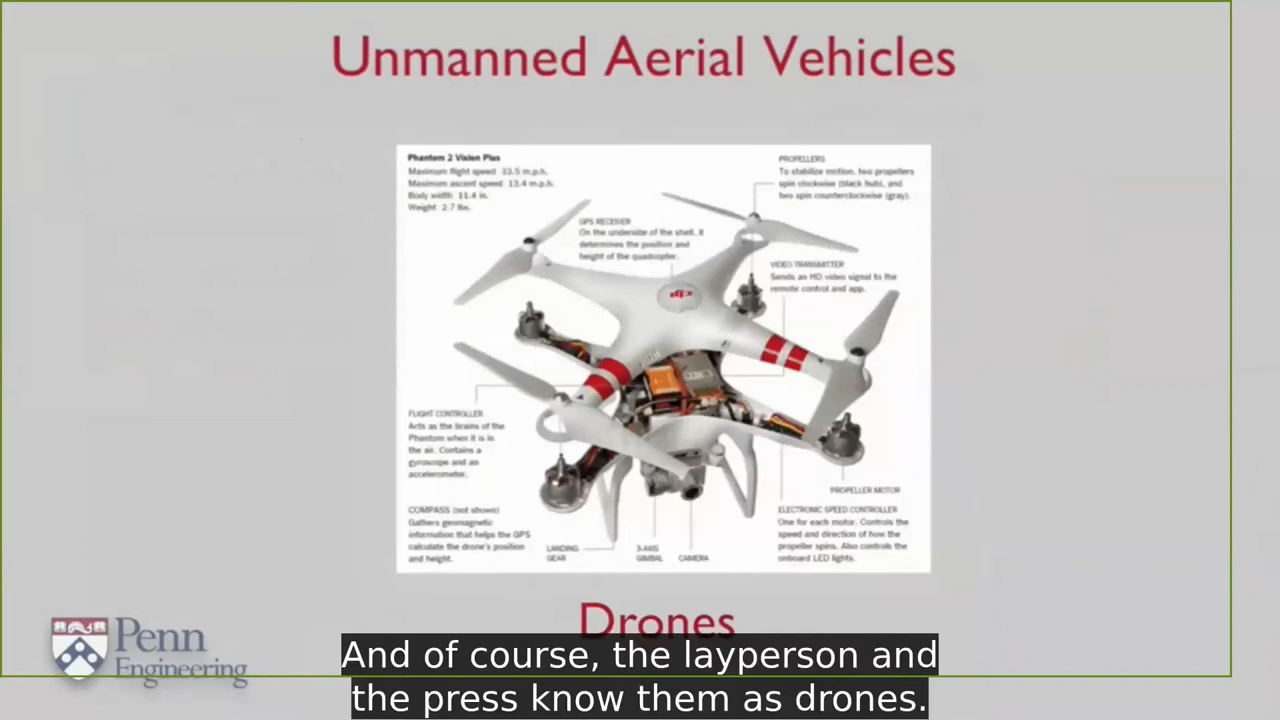 Unmanned Aerial Vehicles
Phantom 2 Vision Plus
Maximum flight speed 33.5 m.p.h.
Maximum ascent speed 13.4 m.p.h.
Body width 11.4 in.
Weight 2.7 lbs.
PROPELLERS
To stabilize motion, two propellers
spin clockwise (black hub), and
two spin counterclockwise (gray).
GPS RECEIVER
On the underside of the shell, it
determines the position and
height of the quadcopter.
VIDEO TRANSMITTER
Sends an HD video signal to the
remote control and app.
FLIGHT CONTROLLER
Acts as the brains of the
Phantom when it is in
the air. Contains a
gyroscope and an
accelerometer.
PROPELLER MOTOR
COMPASS (not shown)
Gathers geomagnetic
information that helps the GPS
calculate the drone's position
and height.
LANDING
GEAR
3-AXIS
GIMBAL
CAMERA
ELECTRONIC SPEED CONTROLLER
One for each motor. Controls the
speed and direction of how the
propeller spins. Also controls the
onboard LED lights.
Drones
Penn
Engineering
And of course, the layperson and
the press know them as drones.